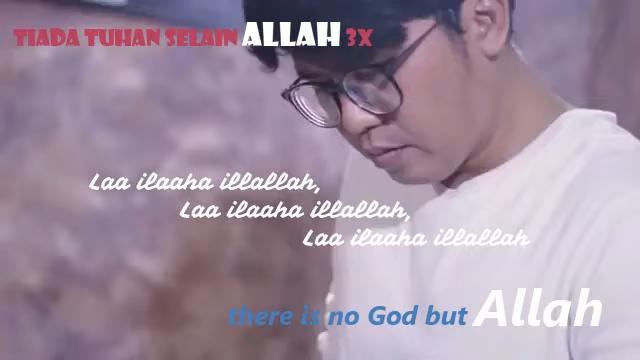 TIADA TUHAN SELAIN ALLAH 3X
Laa ilaaha illallah,
Laa ilaaha illallah,
Laa ilaaha illallah
there is no God but Allah